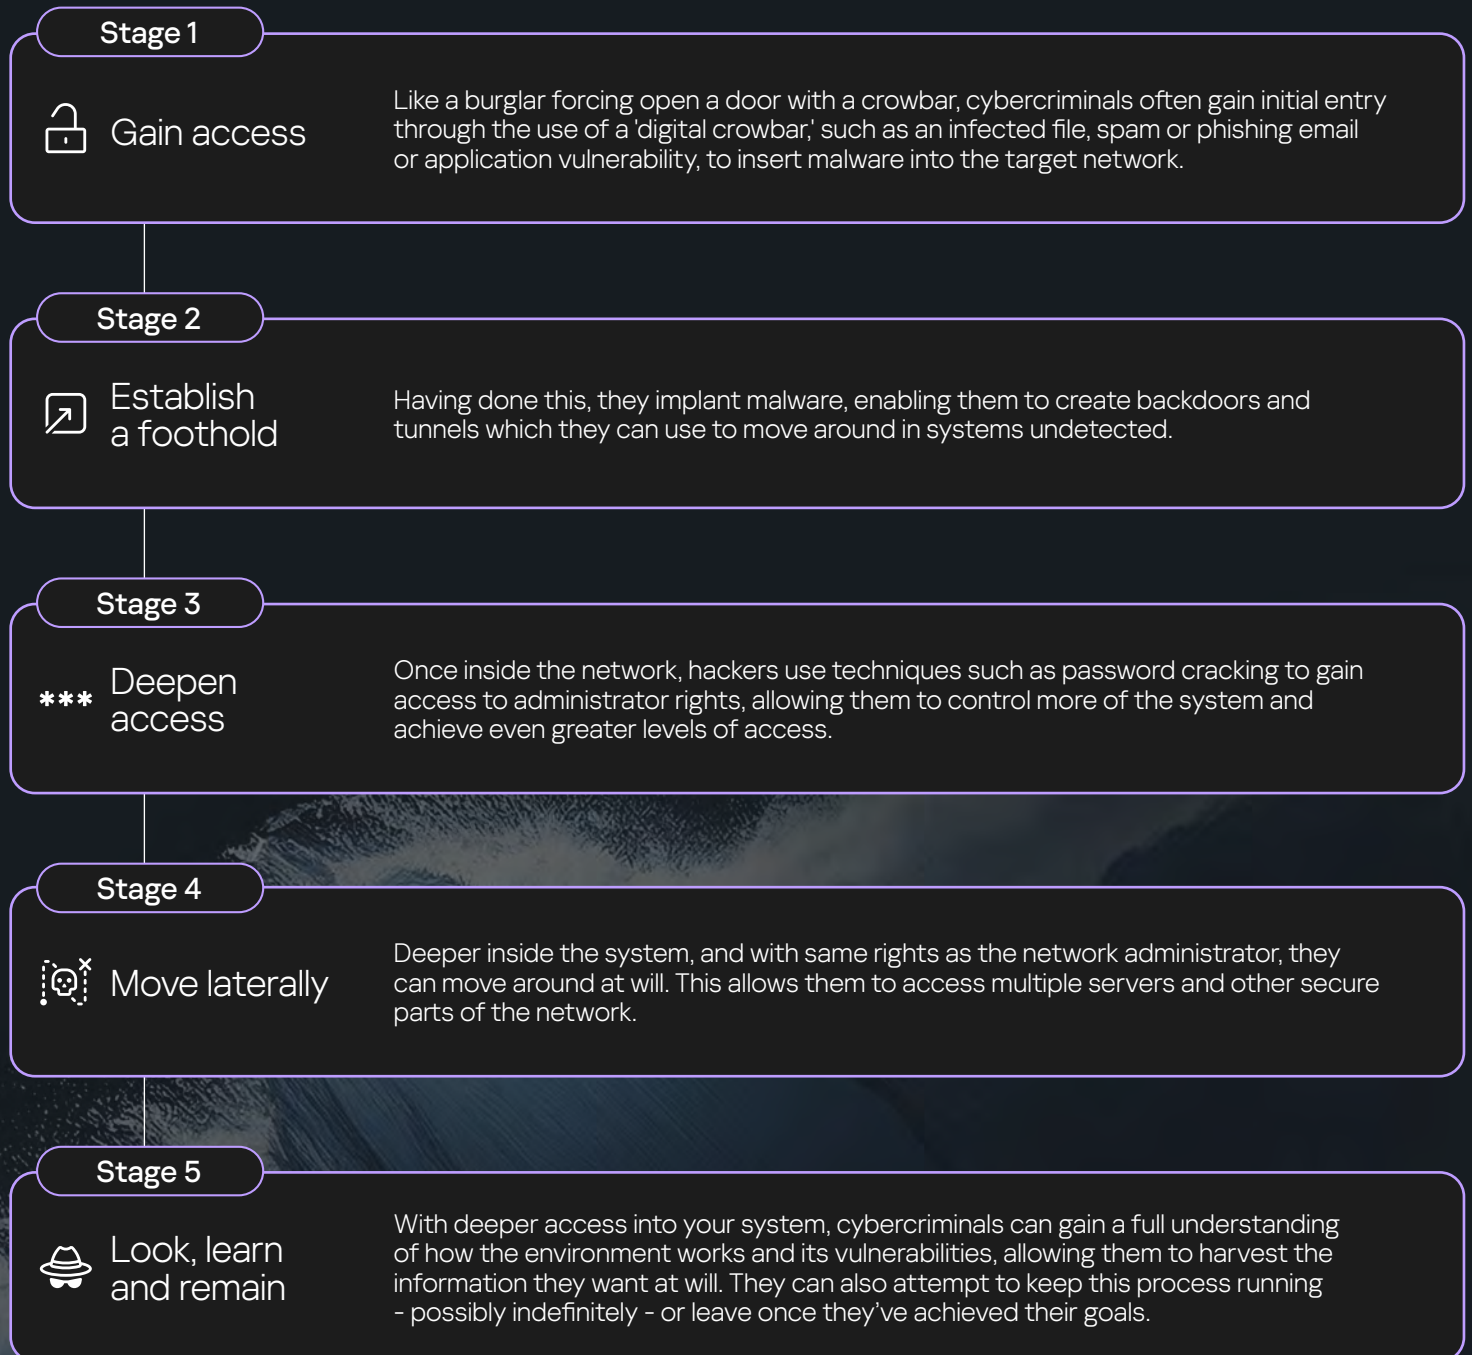 Stage 1
Gain access
Like a burglar forcing open a door with a crowbar, cybercriminals often gain initial entry
through the use of a 'digital crowbar,' such as an infected file, spam or phishing email
or application vulnerability, to insert malware into the target network.
Stage 2
Establish
a foothold
Having done this, they implant malware, enabling them to create backdoors and
tunnels which they can use to move around in systems undetected.
Stage 3
***
Deepen
access
Once inside the network, hackers use techniques such as password cracking to gain
access to administrator rights, allowing them to control more of the system and
achieve even greater levels of access.
Stage 4
Move laterally
Deeper inside the system, and with same rights as the network administrator, they
can move around at will. This allows them to access multiple servers and other secure
parts of the network.
Stage 5
Look, learn
and remain
With deeper access into your system, cybercriminals can gain a full understanding
of how the environment works and its vulnerabilities, allowing them to harvest the
information they want at will. They can also attempt to keep this process running
- possibly indefinitely - or leave once they’ve achieved their goals.